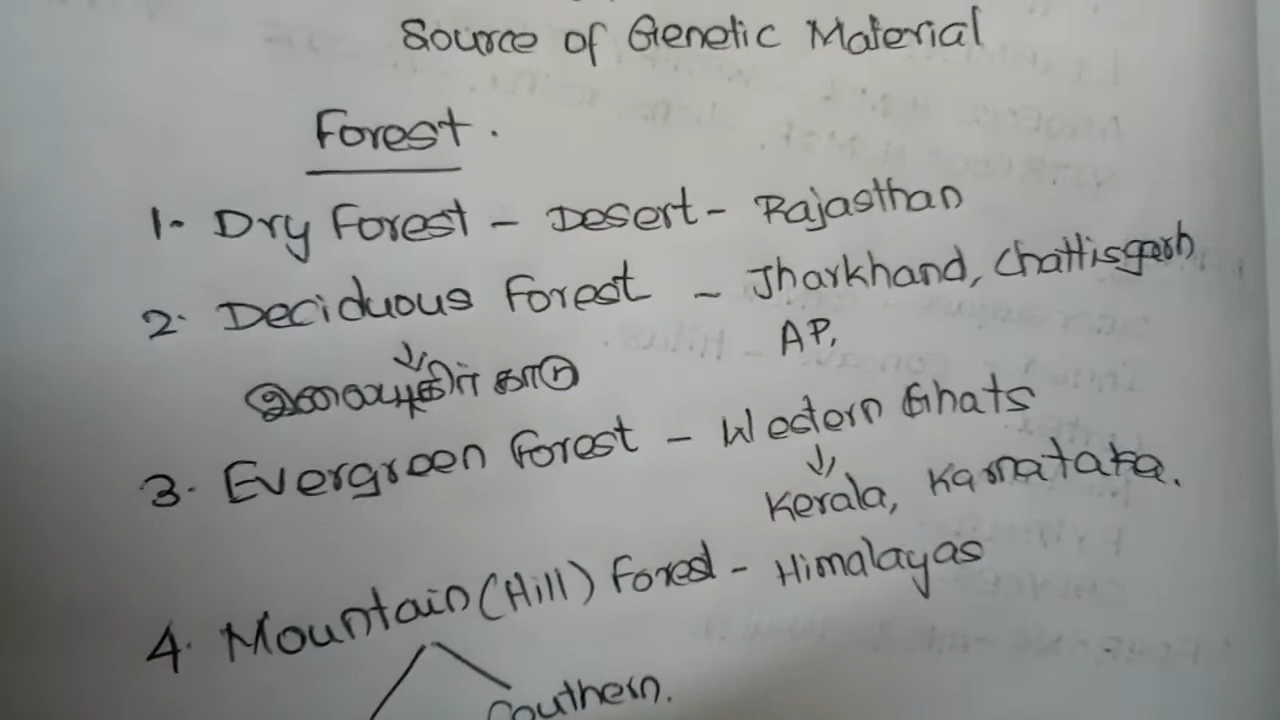 Source of Genetic Material
Forest.
1. Dry Forest - Desert - Rajasthan
2. Deciduous Forest - Jharkhand, Chattisgarh
AP,
இலையுதிர் காடு
3. Evergreen Forest - Western Ghats
Kerala, Karnataka.
4. Mountain (Hill) Forest - Himalayas
Southern.